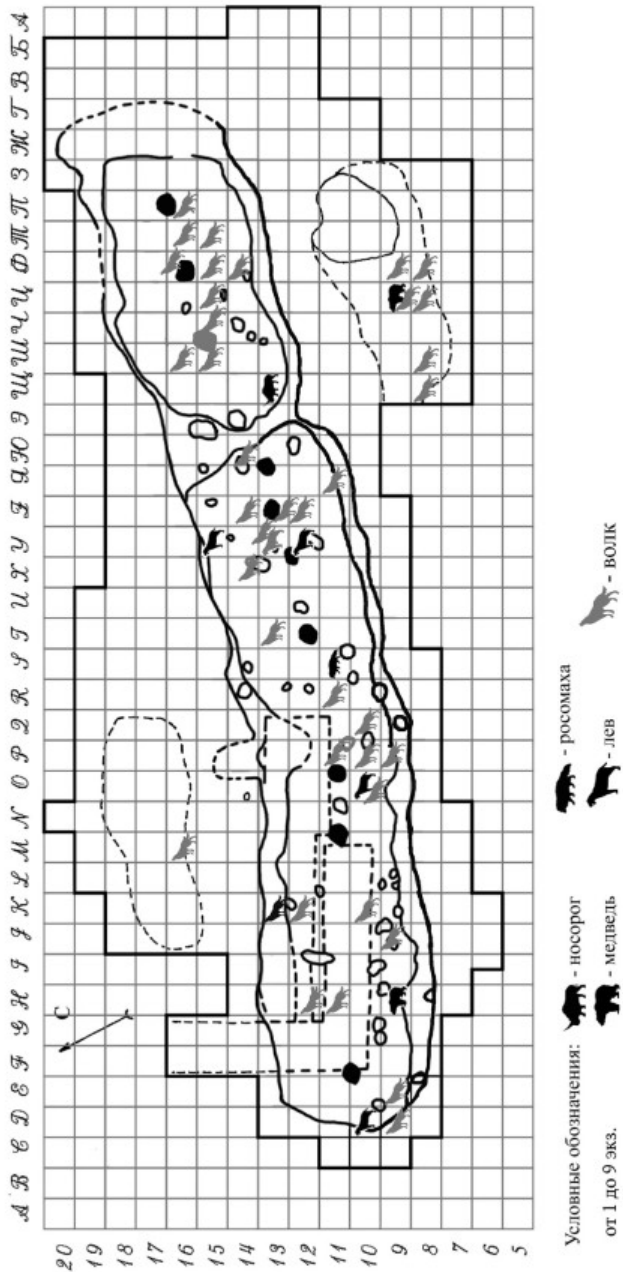 A B C D E F G H I J K L M N O P Q R S T U X Y Z Я Ю Э Щ Ш Ч Ц Ф Т П З Ж Г В Б А
20
19
18
17
16
15
14
13
12
11
10
9
8
7
6
5
С
Условные обозначения:
от 1 до 9 экз.
- носорог
- медведь
- росомаха
- лев
- волк